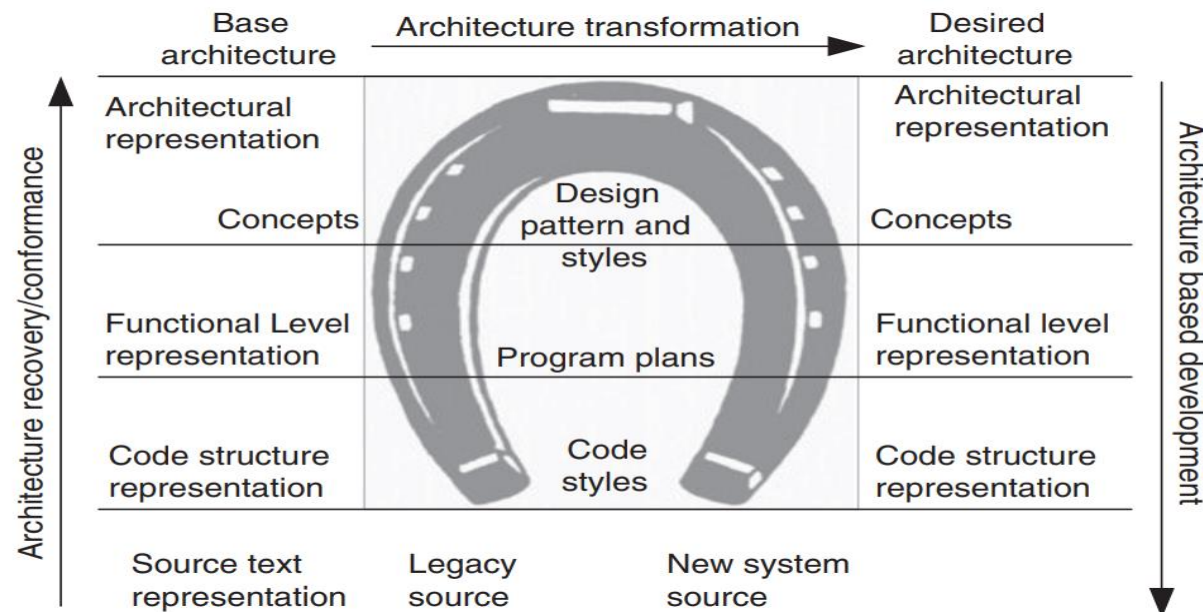 Base
architecture
Architecture transformation
Desired
architecture
Architecture recovery/conformance
Architectural
representation
Architectural
representation
Architecture based development
Concepts
Design
pattern and
styles
Concepts
Functional Level
representation
Program plans
Functional level
representation
Code structure
representation
Code
styles
Code structure
representation
Source text
representation
Legacy
source
New system
source